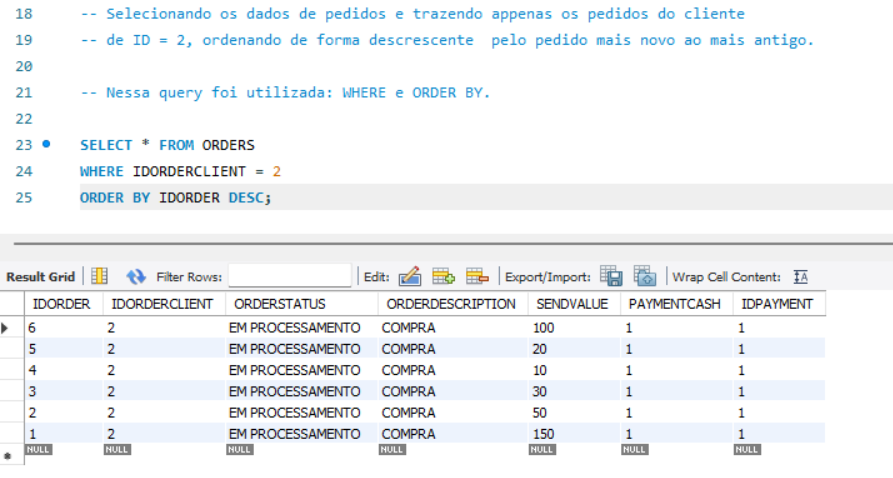 18 -- Selecionando os dados de pedidos e trazendo apenas os pedidos do cliente
19 -- de ID = 2, ordenando de forma descrescente  pelo pedido mais novo ao mais antigo.
20
21 -- Nessa query foi utilizada: WHERE e ORDER BY.
22
23 SELECT * FROM ORDERS
24 WHERE IDORDERCLIENT = 2
25 ORDER BY IDORDER DESC;
Result Grid Filter Rows: Edit: Export/Import: Wrap Cell Content: IA
IDORDER IDORDERCLIENT ORDERSTATUS ORDERDESCRIPTION SENDVALUE PAYMENTCASH IDPAYMENT
6 2 EM PROCESSAMENTO COMPRA 100 1 1
5 2 EM PROCESSAMENTO COMPRA 20 1 1
4 2 EM PROCESSAMENTO COMPRA 10 1 1
3 2 EM PROCESSAMENTO COMPRA 30 1 1
2 2 EM PROCESSAMENTO COMPRA 50 1 1
1 2 EM PROCESSAMENTO COMPRA 150 1 1
NULL NULL NULL NULL NULL NULL NULL